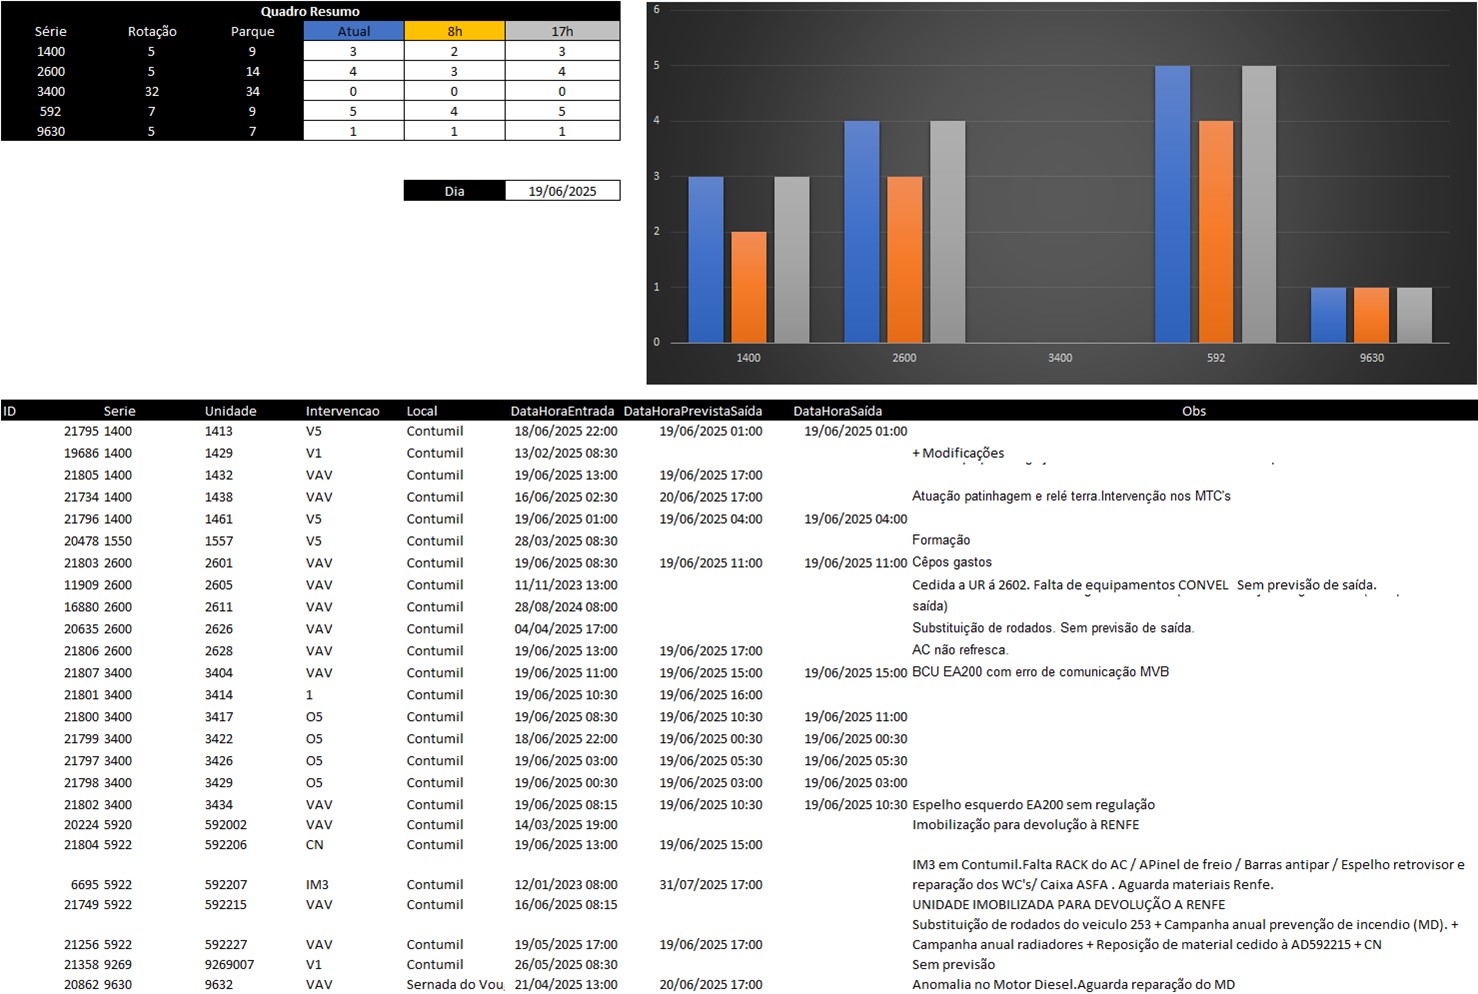 Quadro Resumo
Série Rotação Parque Atual 8h 17h
1400 5 9 3 2 3
2600 5 14 4 3 4
3400 32 34 0 0 0
592 7 9 5 4 5
9630 5 7 1 1 1
Dia 19/06/2025
6
5
4
3
2
1
0
1400 2600 3400 592 9630
ID Serie Unidade Intervencao Local DataHoraEntrada DataHoraPrevistaSaída DataHoraSaída Obs
21795 1400 1413 V5 Contumil 18/06/2025 22:00 19/06/2025 01:00 19/06/2025 01:00
19686 1400 1429 V1 Contumil 13/02/2025 08:30 + Modificações
21805 1400 1432 VAV Contumil 19/06/2025 13:00 19/06/2025 17:00
21734 1400 1438 VAV Contumil 16/06/2025 02:30 20/06/2025 17:00 Atuação patinhagem e relé terra.Intervenção nos MTC's
21796 1400 1461 V5 Contumil 19/06/2025 01:00 19/06/2025 04:00 19/06/2025 04:00
20478 1550 1557 V5 Contumil 28/03/2025 08:30 Formação
21803 2600 2601 VAV Contumil 19/06/2025 08:30 19/06/2025 11:00 19/06/2025 11:00 Cêpos gastos
11909 2600 2605 VAV Contumil 11/11/2023 13:00 Cedida a UR á 2602. Falta de equipamentos CONVEL Sem previsão de saída.
16880 2600 2611 VAV Contumil 28/08/2024 08:00 saída)
20635 2600 2626 VAV Contumil 04/04/2025 17:00 Substituição de rodados. Sem previsão de saída.
21806 2600 2628 VAV Contumil 19/06/2025 13:00 19/06/2025 17:00 AC não refresca.
21807 3400 3404 VAV Contumil 19/06/2025 11:00 19/06/2025 15:00 19/06/2025 15:00 BCU EA200 com erro de comunicação MVB
21801 3400 3414 1 Contumil 19/06/2025 10:30 19/06/2025 16:00
21800 3400 3417 O5 Contumil 19/06/2025 08:30 19/06/2025 10:30 19/06/2025 11:00
21799 3400 3422 O5 Contumil 18/06/2025 22:00 19/06/2025 00:30 19/06/2025 00:30
21797 3400 3426 O5 Contumil 19/06/2025 03:00 19/06/2025 05:30 19/06/2025 05:30
21798 3400 3429 O5 Contumil 19/06/2025 00:30 19/06/2025 03:00 19/06/2025 03:00
21802 3400 3434 VAV Contumil 19/06/2025 08:15 19/06/2025 10:30 19/06/2025 10:30 Espelho esquerdo EA200 sem regulação
20224 5920 592002 VAV Contumil 14/03/2025 19:00 Imobilização para devolução à RENFE
21804 5922 592206 CN Contumil 19/06/2025 13:00 19/06/2025 15:00
IM3 em Contumil.Falta RACK do AC / APinel de freio / Barras antipar / Espelho retrovisor e
6695 5922 592207 IM3 Contumil 12/01/2023 08:00 31/07/2025 17:00 reparação dos WC's/ Caixa ASFA . Aguarda materiais Renfe.
21749 5922 592215 VAV Contumil 16/06/2025 08:15 UNIDADE IMOBILIZADA PARA DEVOLUÇÃO A RENFE
Substituição de rodados do veiculo 253 + Campanha anual prevenção de incendio (MD). +
21256 5922 592227 VAV Contumil 19/05/2025 17:00 19/06/2025 17:00 Campanha anual radiadores + Reposição de material cedido à AD592215 + CN
21358 9269 9269007 V1 Contumil 26/05/2025 08:30 Sem previsão
20862 9630 9632 VAV Sernada do Vou 21/04/2025 13:00 20/06/2025 17:00 Anomalia no Motor Diesel.Aguarda reparação do MD